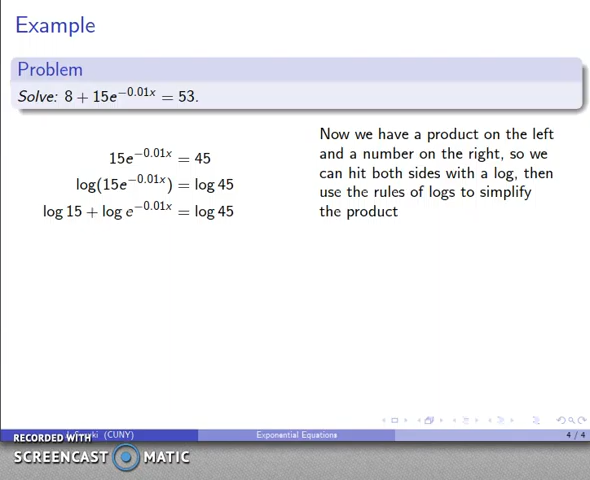 Example
Problem
Solve: 8 + 15e^{−0.01x} = 53.
15e^{−0.01x} = 45
log(15e^{−0.01x}) = log 45
log 15 + log e^{−0.01x} = log 45
Now we have a product on the left
and a number on the right, so we
can hit both sides with a log, then
use the rules of logs to simplify
the product
(CUNY) Exponential Equations 4 / 4
RECORDED WITH
SCREENCAST MATIC